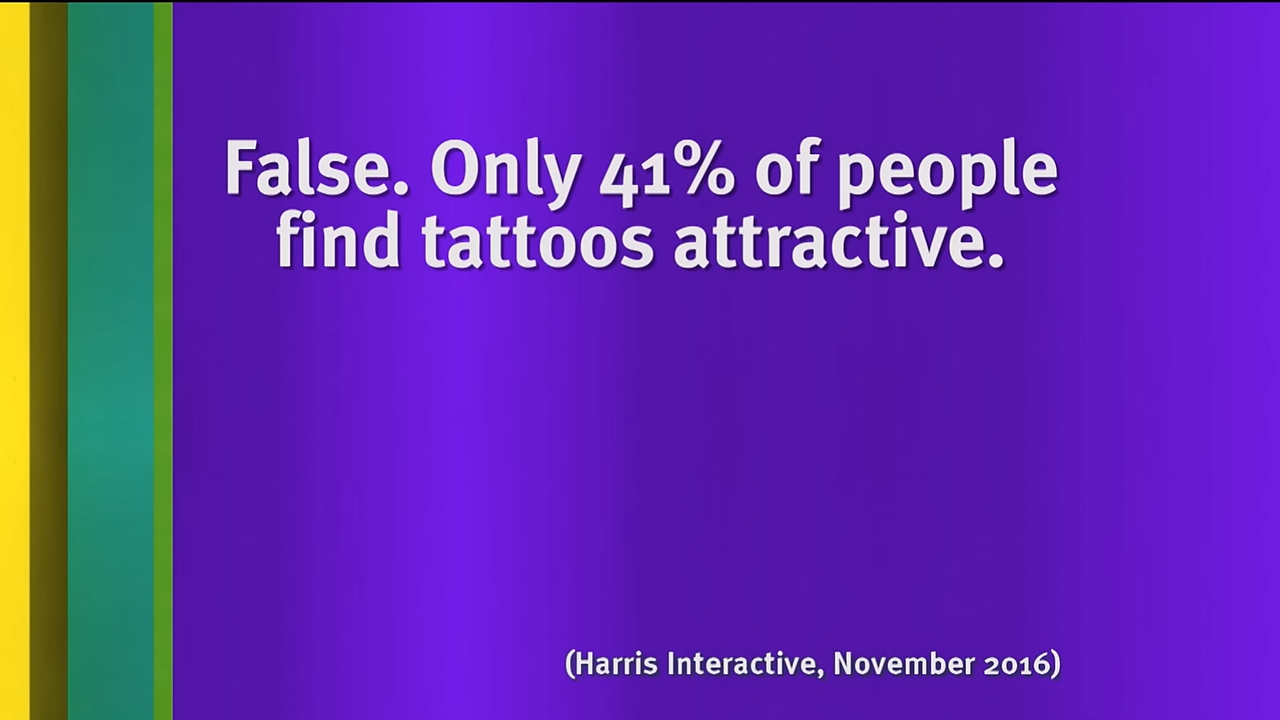 False. Only 41% of people
find tattoos attractive.
(Harris Interactive, November 2016)